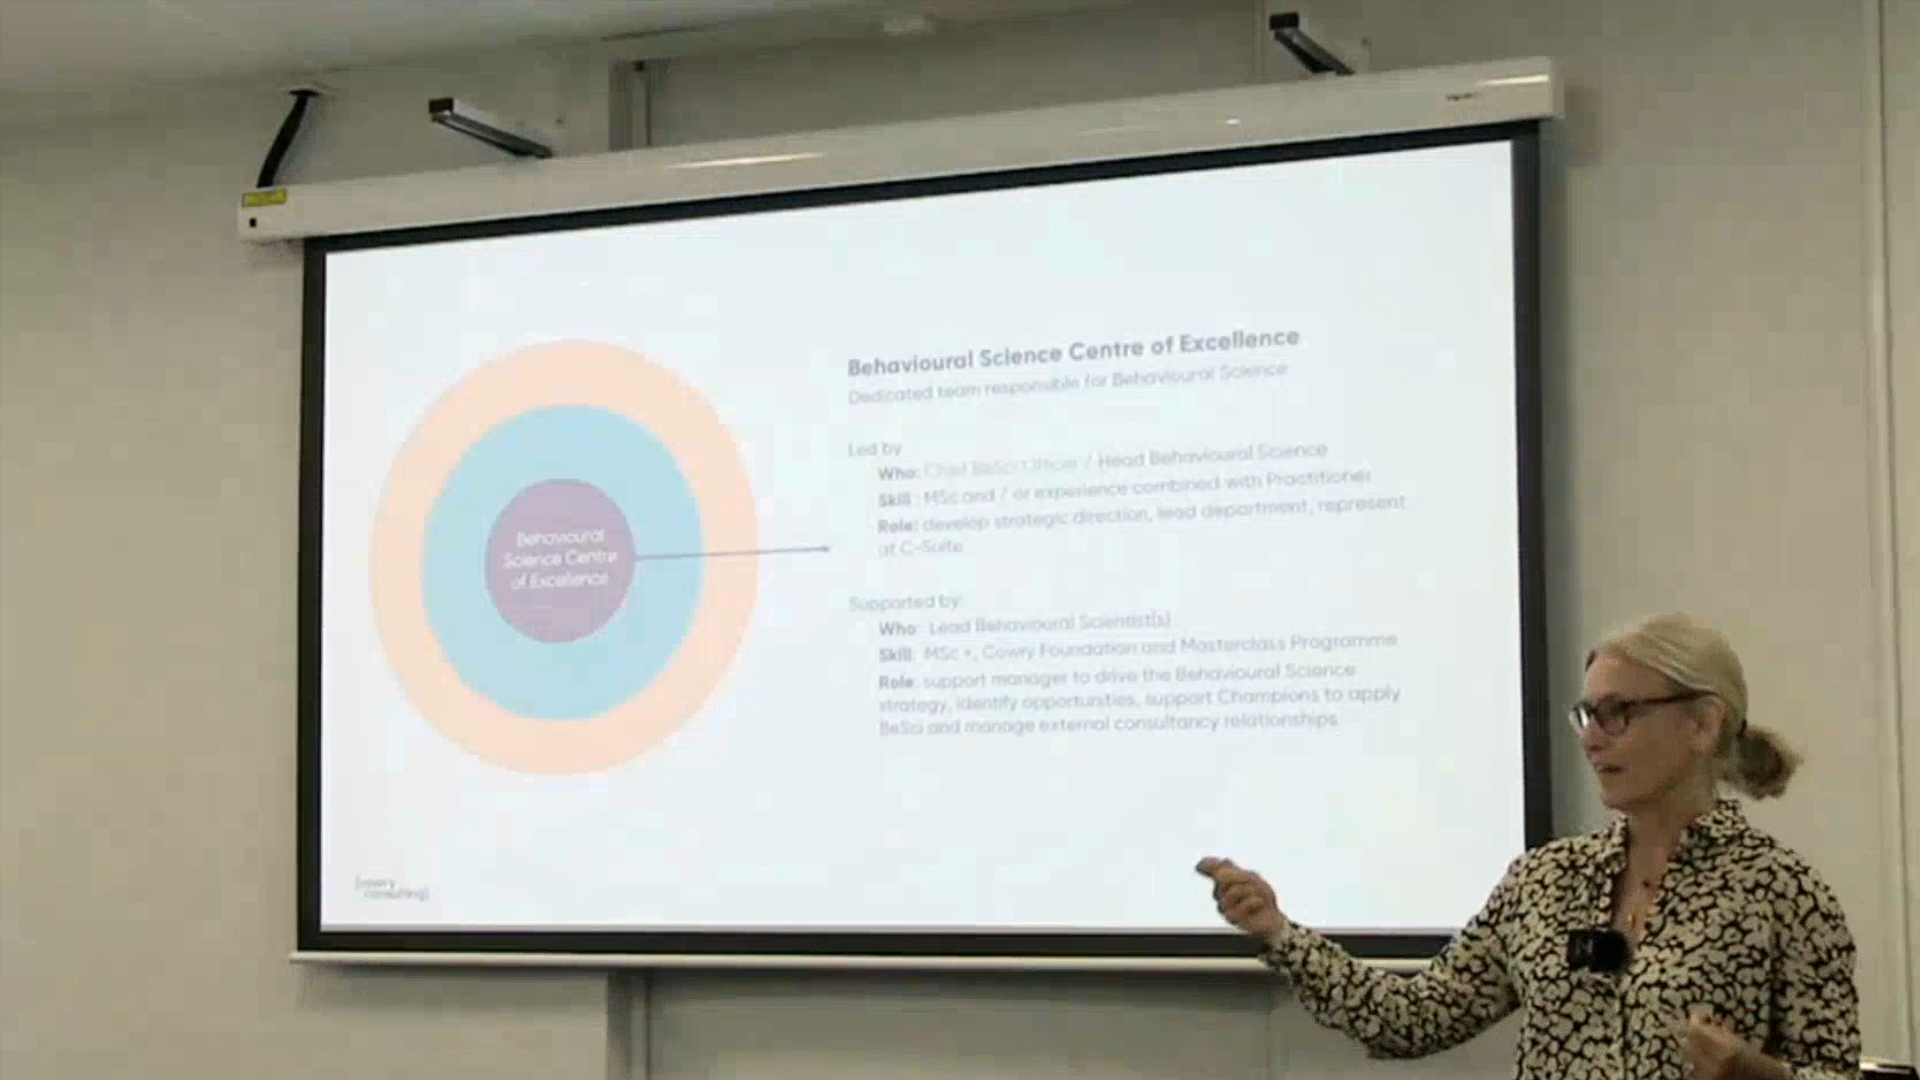 Behavioural Science Centre of Excellence
Dedicated team responsible for Behavioural Science
Led by
Who: Chief BeSci Officer / Head Behavioural Science
Skill : MSc and / or experience combined with Practitioner
Role: develop strategic direction, lead department, represent
at C-Suite
Behavioural
Science Centre
of Excellence
Supported by:
Who: Lead Behavioural Scientist(s)
Skill: MSc +, Cowry Foundation and Masterclass Programme
Role: support manager to drive the Behavioural Science
strategy, identify opportunities, support Champions to apply
BeSci and manage external consultancy relationships
[cowry
consulting]